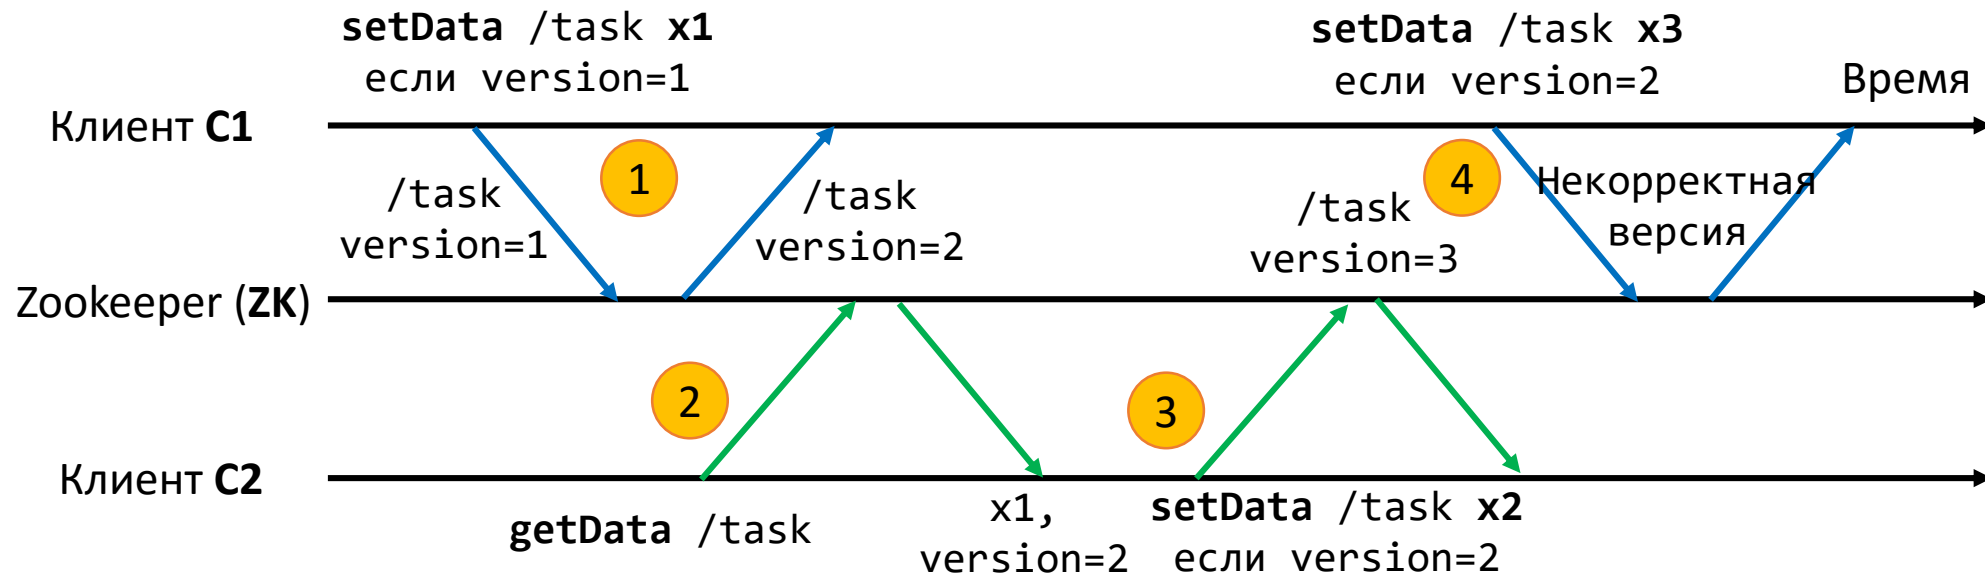 setData /task x1
если version=1
setData /task x3
если version=2
Время
Клиент C1
1
4
/task
version=1
/task
version=2
/task
version=3
Некорректная
версия
Zookeeper (ZK)
2
3
Клиент C2
getData /task
x1,
version=2
setData /task x2
если version=2